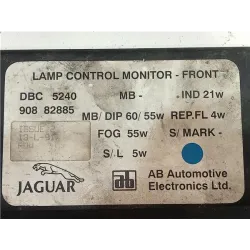 LAMP CONTROL MONITOR - FRONT
DBC 5240 MB - IND 21w
908 82885 MB/ DIP 60/ 55w REP.FL 4w
FOG 55w S/ MARK -
S/ L 5w
JAGUAR ab AB Automotive
Electronics Ltd.